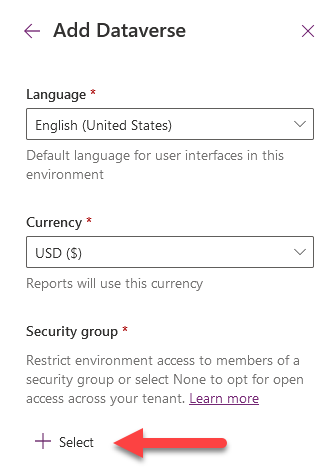 Add Dataverse
Language *
English (United States)
Default language for user interfaces in this
environment
Currency *
USD ($)
Reports will use this currency
Security group *
Restrict environment access to members of a
security group or select None to opt for open
access across your tenant. Learn more
Select